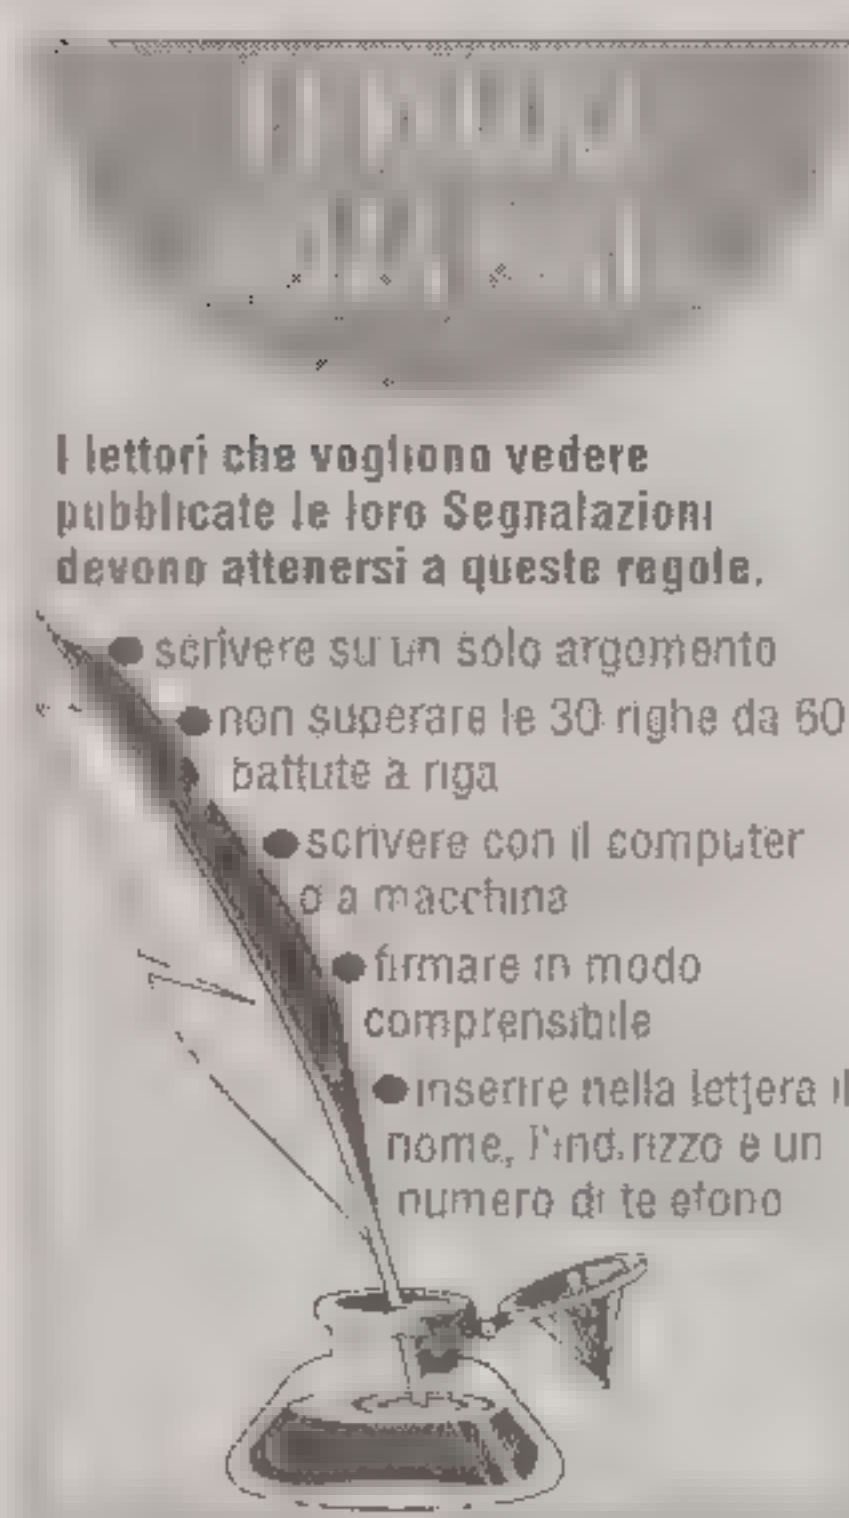 I lettori che vogliono vedere
pubblicate le loro Segnalazioni
devono attenersi a queste regole.
● scrivere su un solo argomento
● non superare le 30 righe da 60
battute a riga
● scrivere con il computer
o a macchina
● firmare in modo
comprensibile
● inserire nella lettera il
nome, l'indirizzo e un
numero di telefono